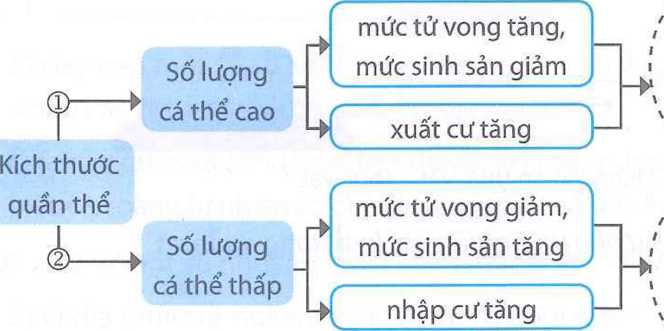 Kích thước
quần thể
①
Số lượng
cá thể cao
mức tử vong tăng,
mức sinh sản giảm
xuất cư tăng
②
Số lượng
cá thể thấp
mức tử vong giảm,
mức sinh sản tăng
nhập cư tăng